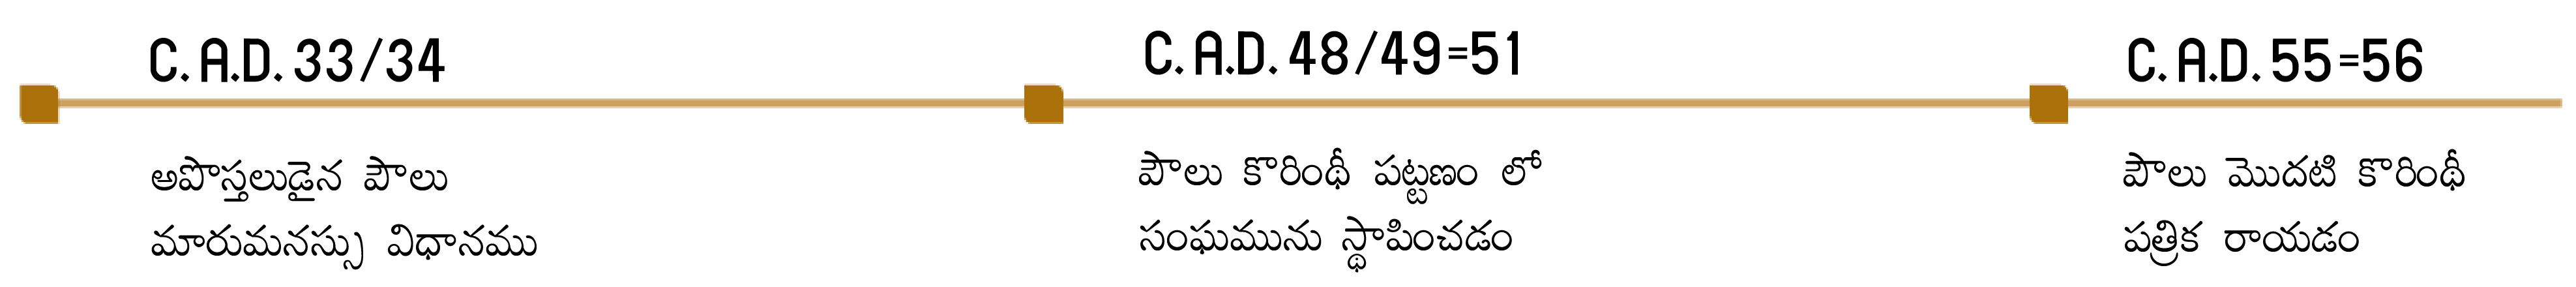 C. A.D. 33/34
అపొస్తలుడైన పౌలు
మారుమనస్సు విధానము
C. A.D. 48/49=51
పౌలు కొరింథీ పట్టణం లో
సంఘమును స్థాపించడం
C. A.D. 55=56
పౌలు మొదటి కొరింథీ
పత్రిక రాయడం